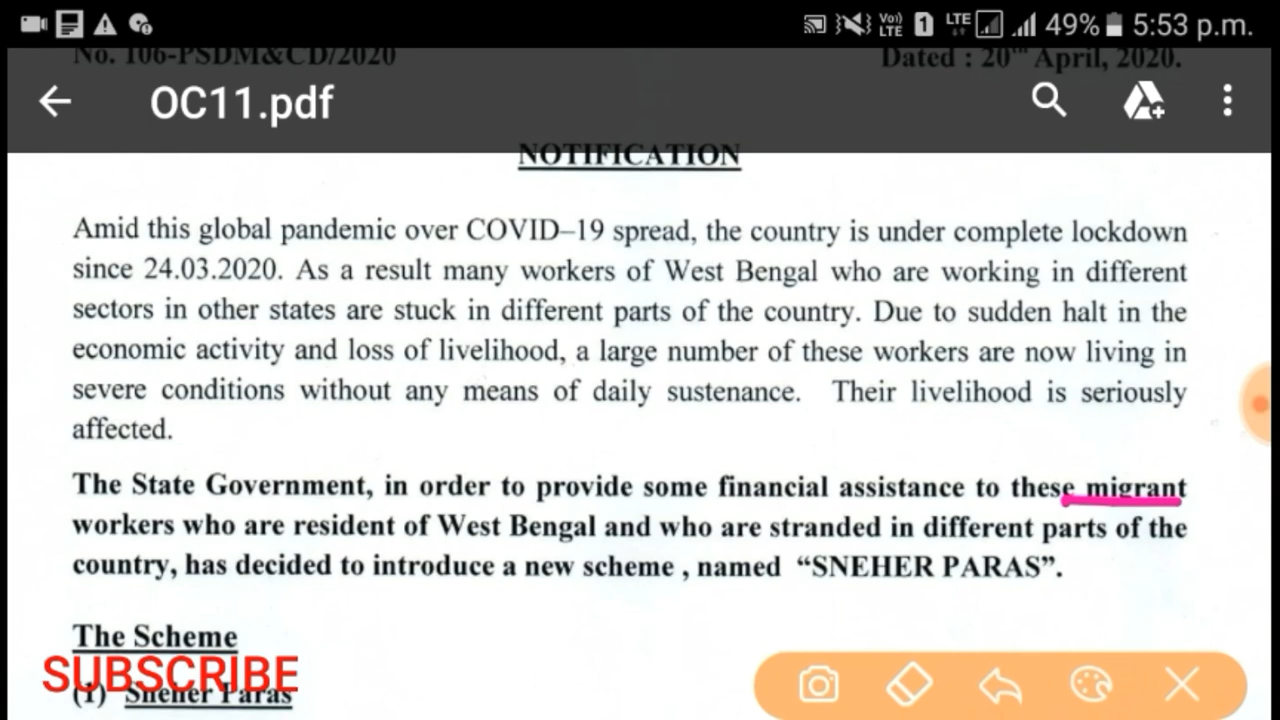 49% 5:53 p.m.
No. 106-PSDM&CD/2020 Dated : 20th April, 2020.
OC11.pdf
NOTIFICATION
Amid this global pandemic over COVID–19 spread, the country is under complete lockdown
since 24.03.2020. As a result many workers of West Bengal who are working in different
sectors in other states are stuck in different parts of the country. Due to sudden halt in the
economic activity and loss of livelihood, a large number of these workers are now living in
severe conditions without any means of daily sustenance. Their livelihood is seriously
affected.
The State Government, in order to provide some financial assistance to these migrant
workers who are resident of West Bengal and who are stranded in different parts of the
country, has decided to introduce a new scheme , named “SNEHER PARAS”.
The Scheme
SUBSCRIBE
(1) Sneher Paras